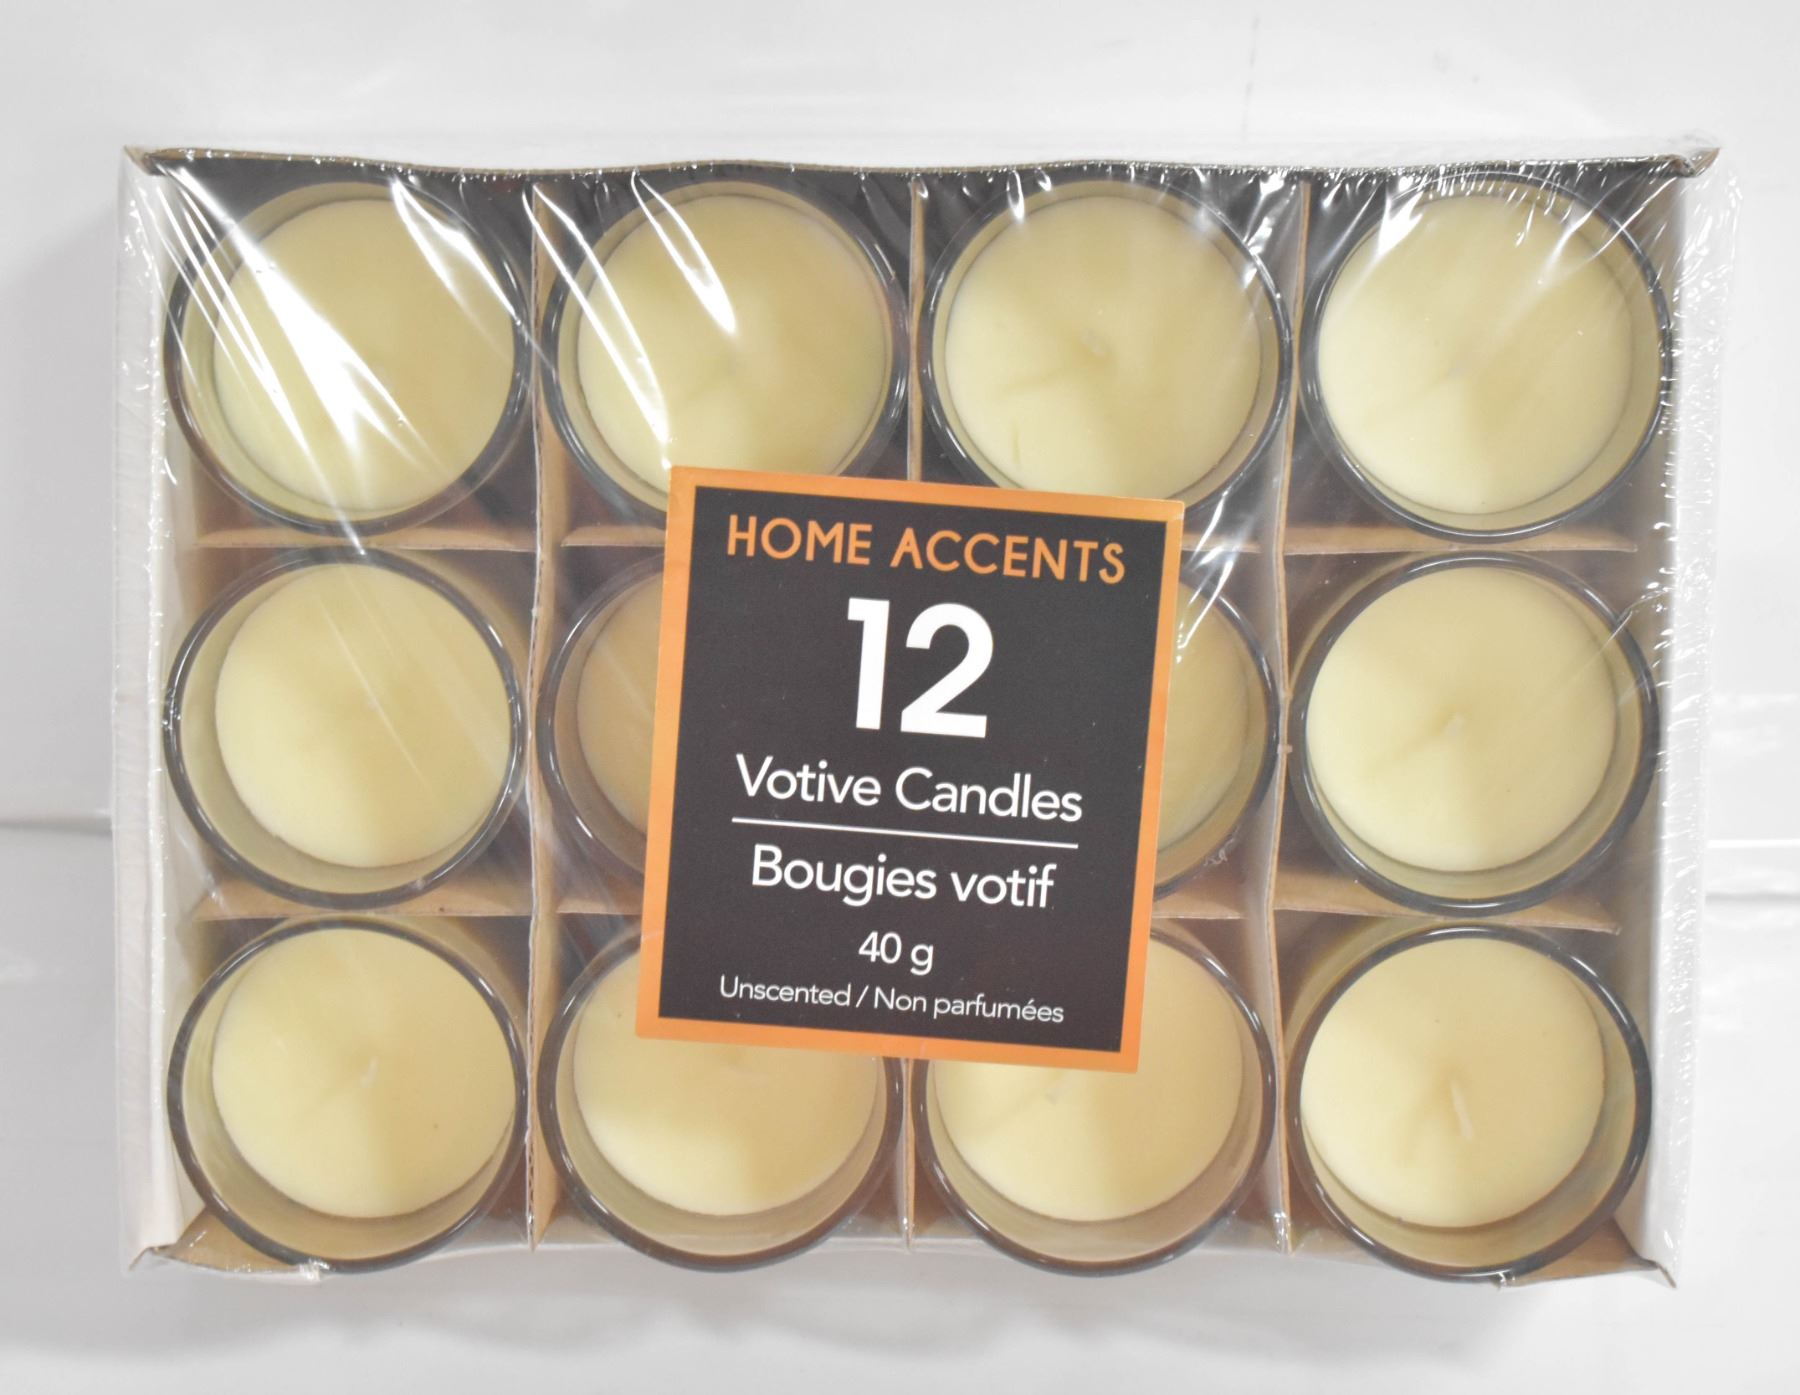 HOME ACCENTS
12
Votive Candles
Bougies votif
40 g
Unscented / Non parfumées